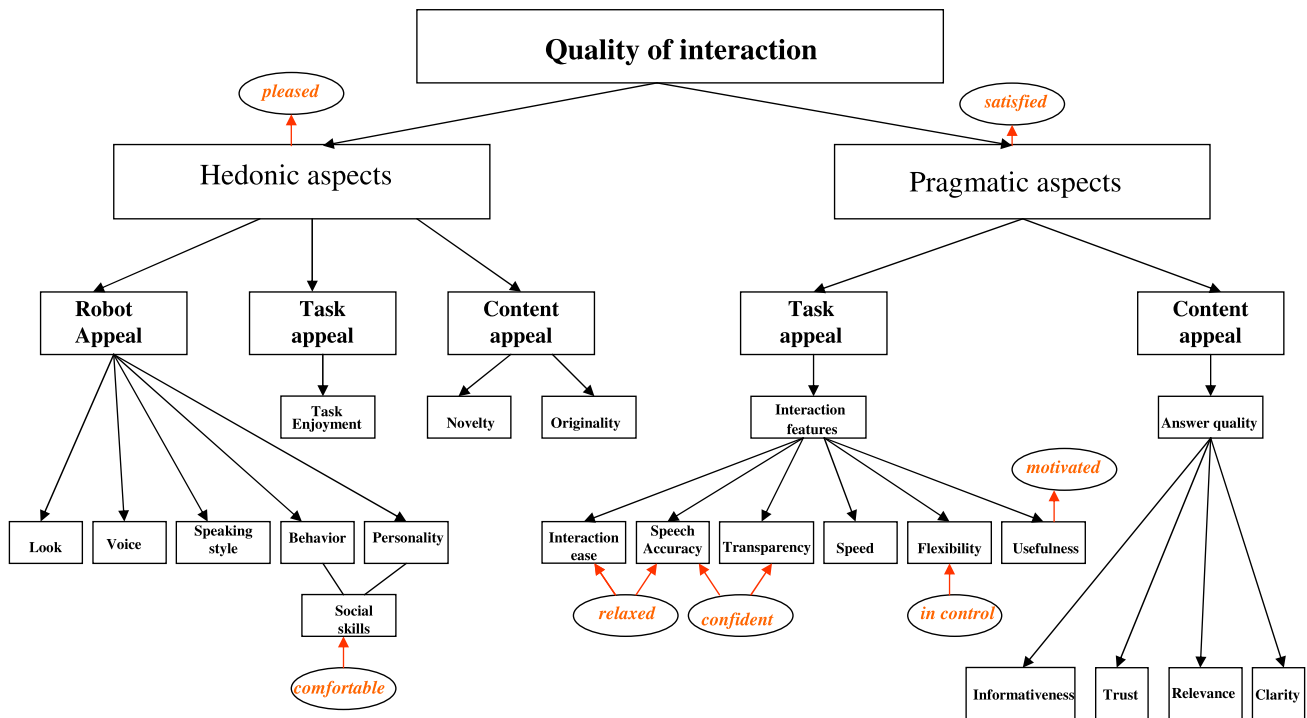 Quality of interaction
pleased
satisfied
Hedonic aspects
Pragmatic aspects
Robot
Appeal
Task
appeal
Content
appeal
Task
appeal
Content
appeal
Task
Enjoyment
Novelty
Originality
Interaction
features
Answer quality
motivated
Look
Voice
Speaking
style
Behavior
Personality
Interaction
ease
Speech
Accuracy
Transparency
Speed
Flexibility
Usefulness
Social
skills
relaxed
confident
in control
comfortable
Informativeness
Trust
Relevance
Clarity